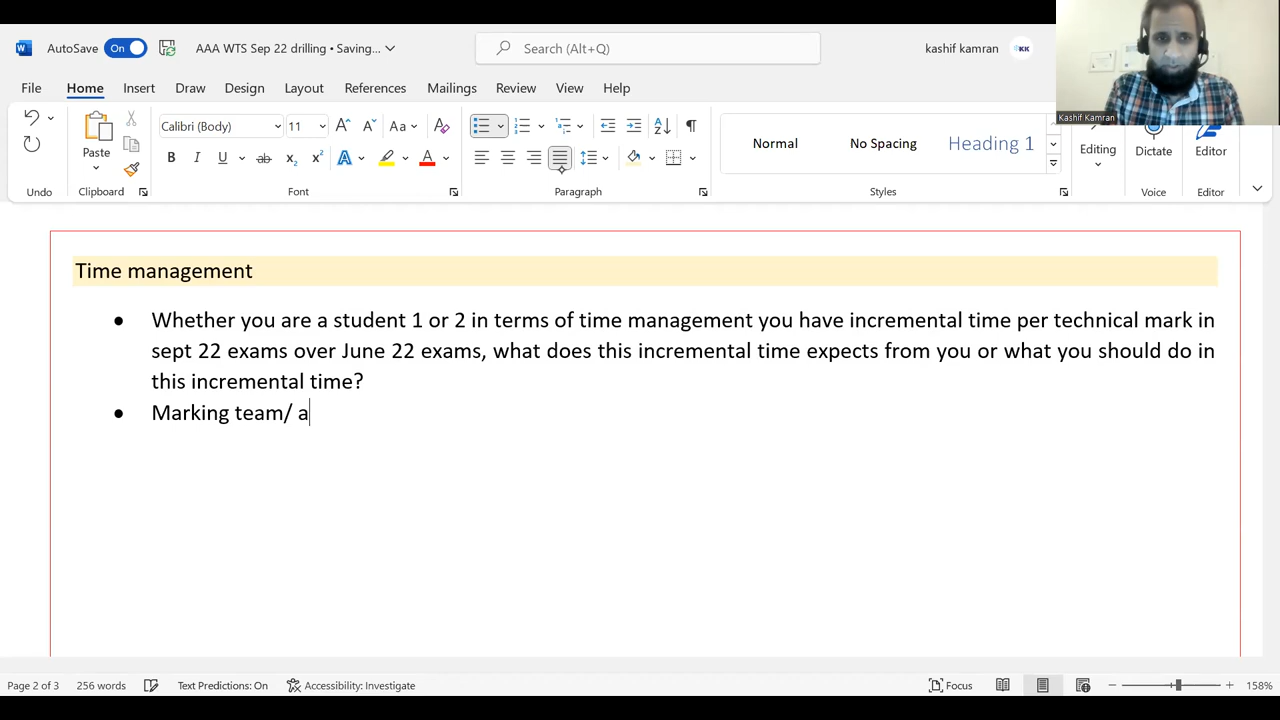 AutoSave On AAA WTS Sep 22 drilling • Saving... Search (Alt+Q) kashif kamran KK
Kashif Kamran
File Home Insert Draw Design Layout References Mailings Review View Help
Undo
Paste
Clipboard
Calibri (Body) 11 A A Aa A
B I U ab x₂ x² A A
Font
Paragraph
Normal No Spacing Heading 1
Styles
Editing
Dictate
Voice
Editor
Editor
Time management
• Whether you are a student 1 or 2 in terms of time management you have incremental time per technical mark in
sept 22 exams over June 22 exams, what does this incremental time expects from you or what you should do in
this incremental time?
• Marking team/ a
Page 2 of 3 256 words Text Predictions: On Accessibility: Investigate Focus 158%